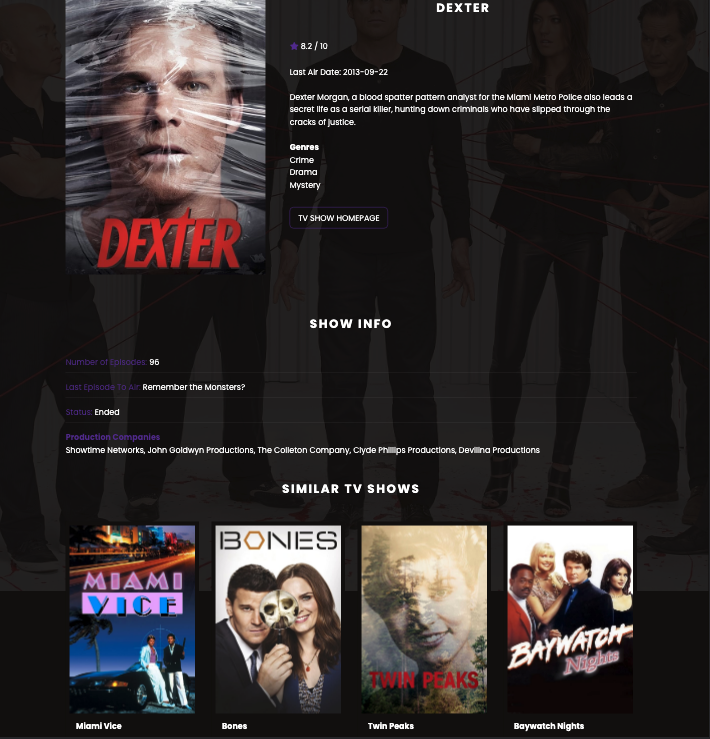 DEXTER
8.2 / 10
Last Air Date: 2013-09-22
Dexter Morgan, a blood spatter pattern analyst for the Miami Metro Police also leads a
secret life as a serial killer, hunting down criminals who have slipped through the
cracks of justice.
Genres
Crime
Drama
Mystery
TV SHOW HOMEPAGE
DEXTER
SHOW INFO
Number of Episodes: 96
Last Episode To Air: Remember the Monsters?
Status: Ended
Production Companies
Showtime Networks, John Goldwyn Productions, The Colleton Company, Clyde Phillips Productions, Devilina Productions
SIMILAR TV SHOWS
MIAMI
VICE
BONES
TWIN PEAKS
BAYWATCH
Nights
Miami Vice
Bones
Twin Peaks
Baywatch Nights